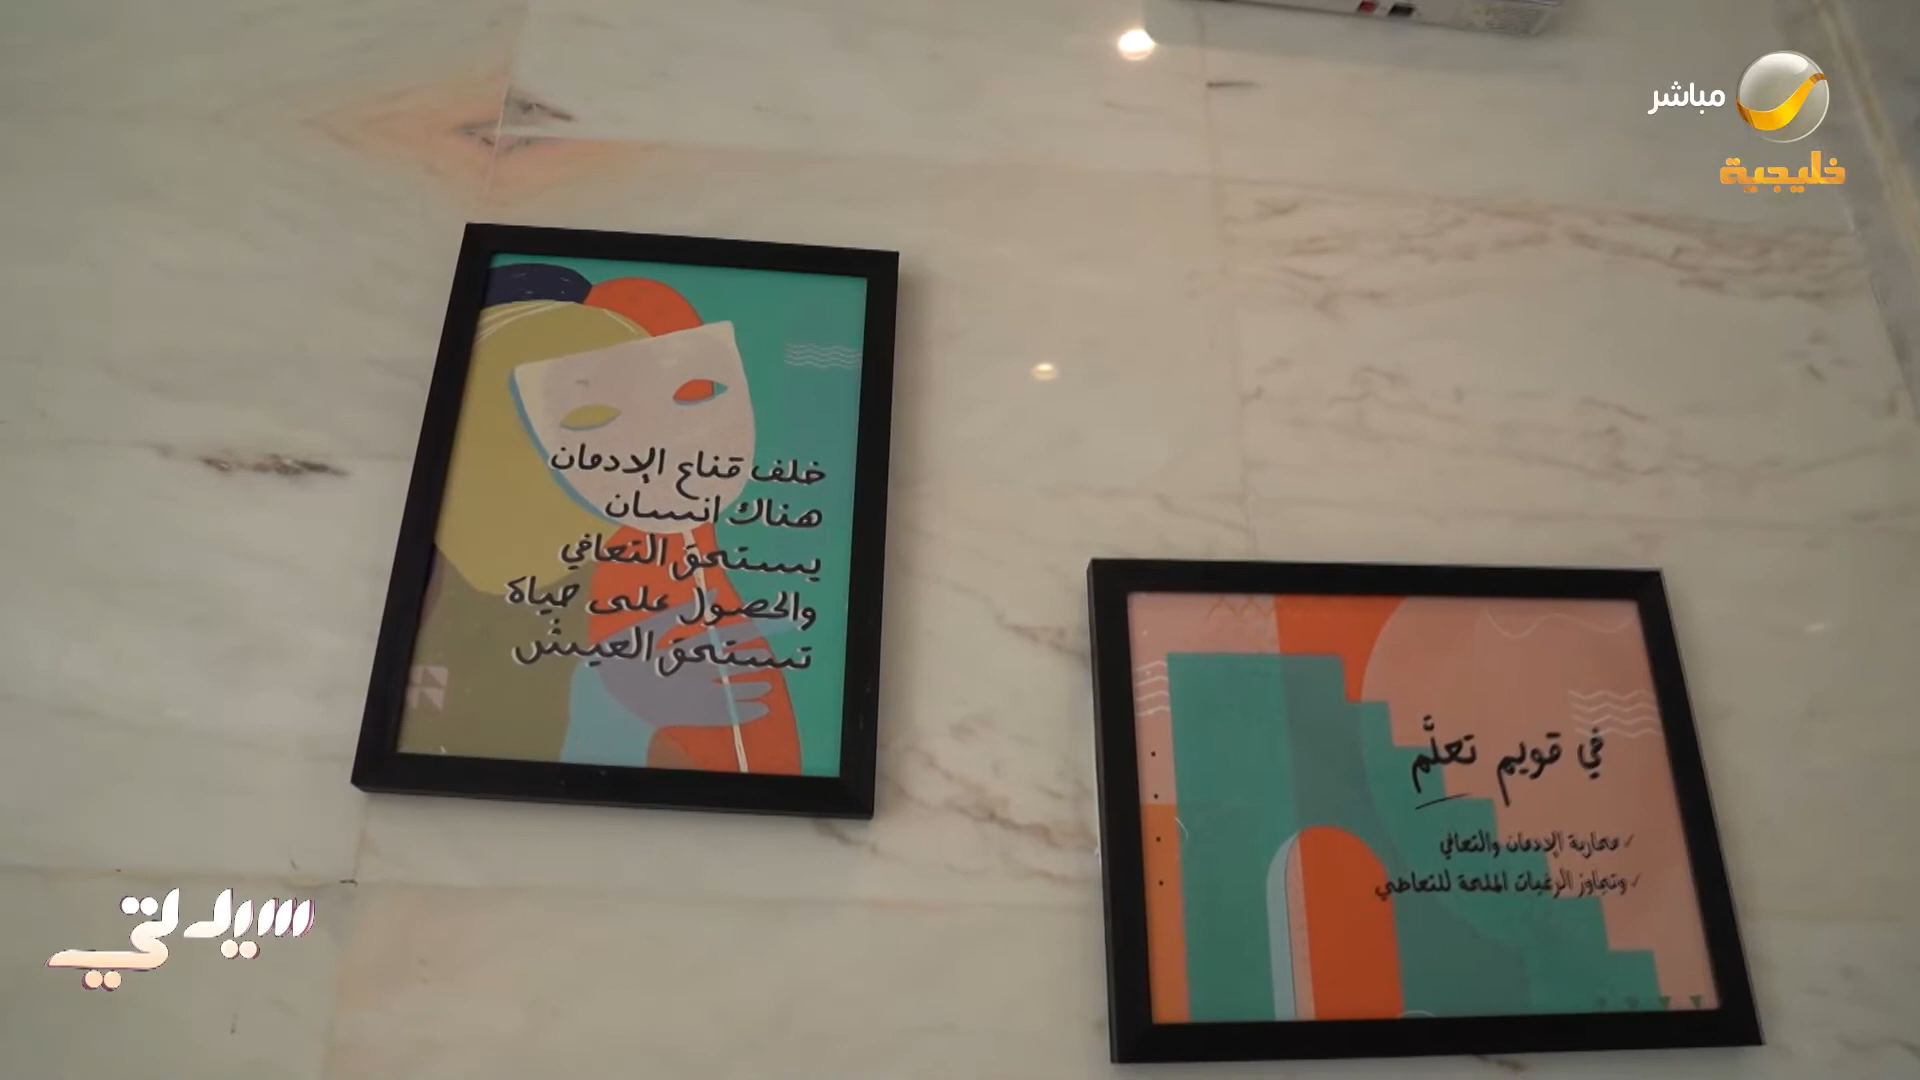 مباشر
خليجية
خلف قناع الإدمان
هناك انسان
يستحق التعافي
والحصول على حياة
تستحق العيش
في قويم تعلَّم
✓ محاربة الإدمان والتعافي
✓ وتجاوز الرغبات الملحة للتعاطي
سيدتي